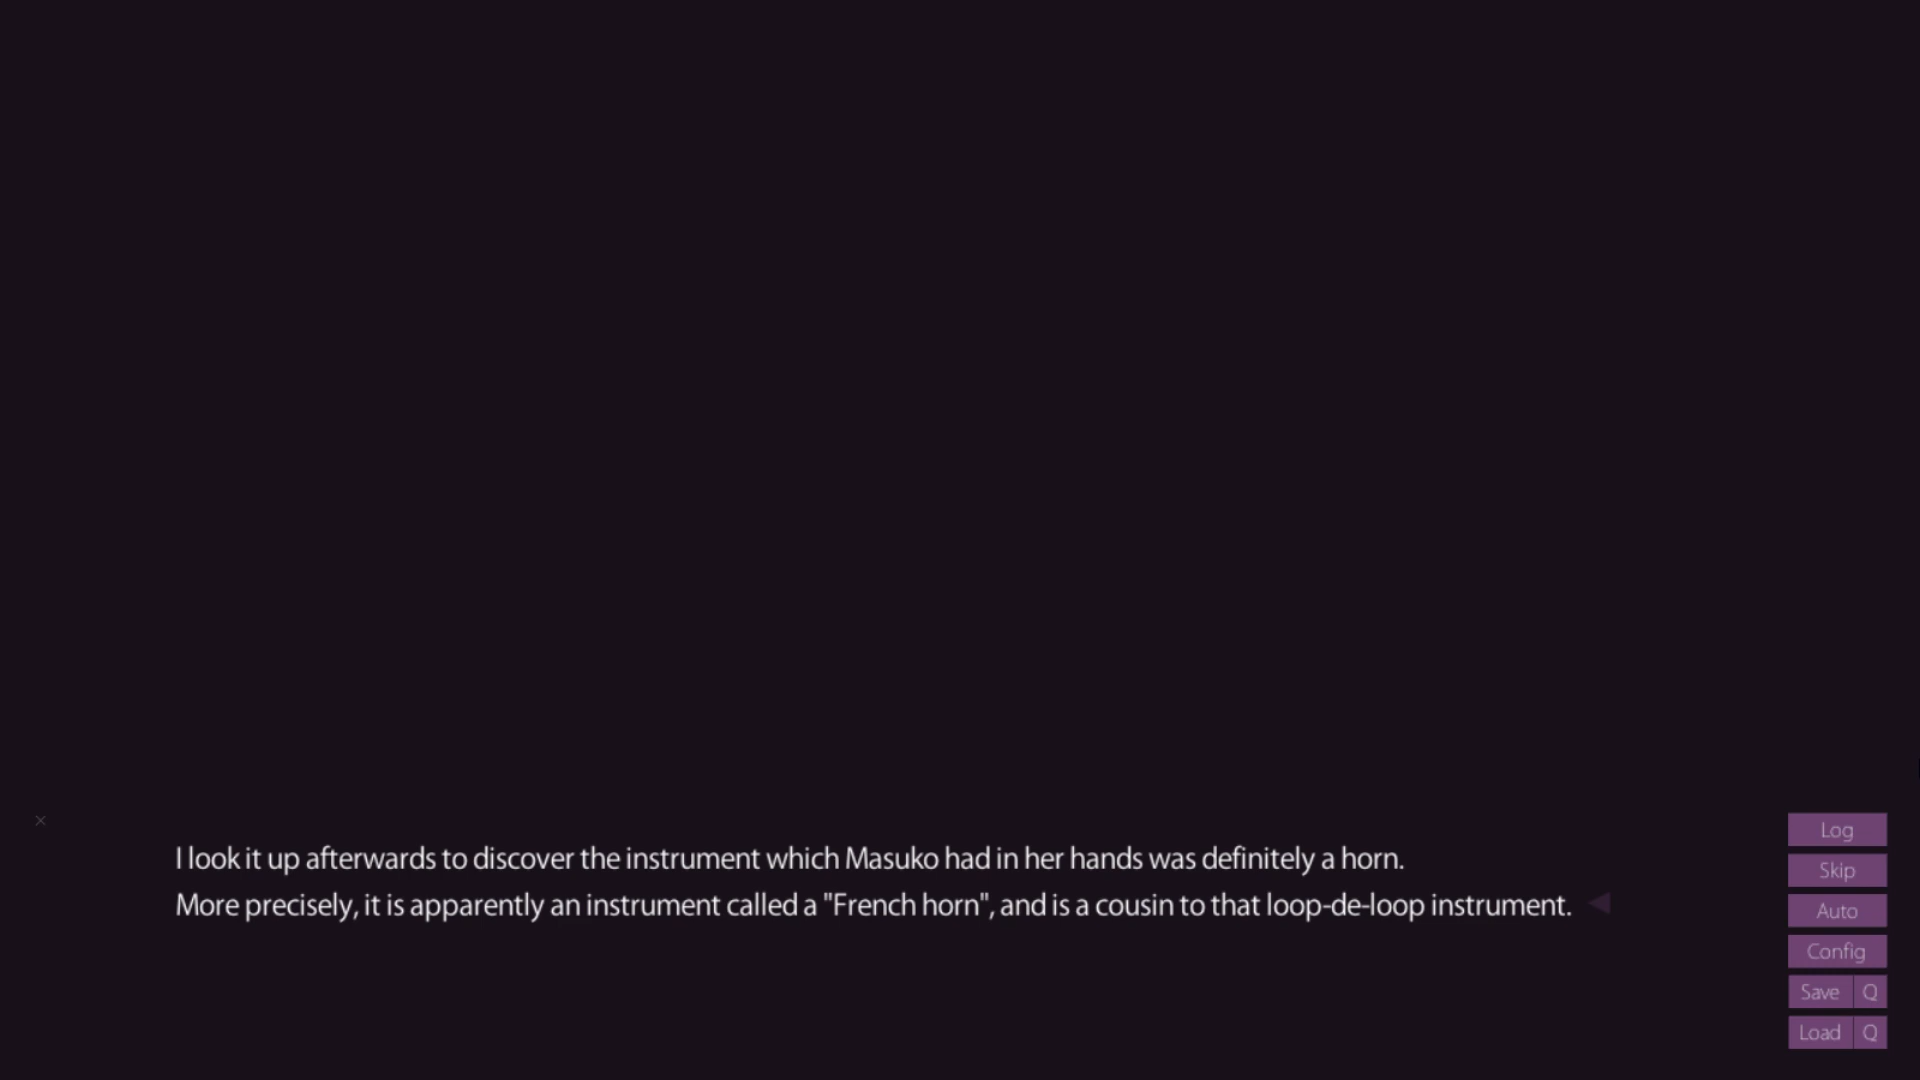 I look it up afterwards to discover the instrument which Masuko had in her hands was definitely a horn.
More precisely, it is apparently an instrument called a "French horn", and is a cousin to that loop-de-loop instrument.
Log
Skip
Auto
Config
Save Q
Load Q